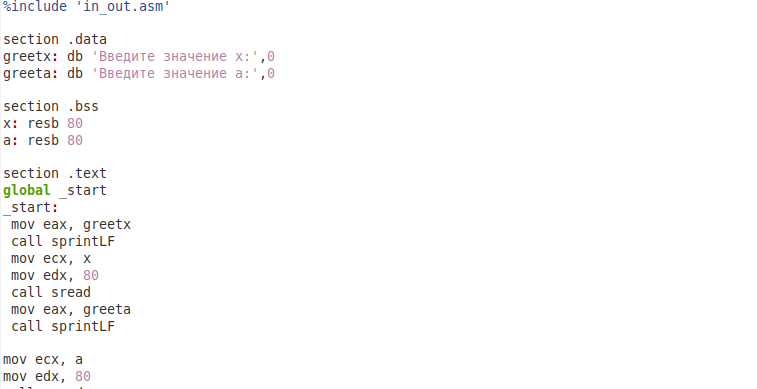 %include 'in_out.asm'
section .data
greetx: db 'Введите значение x:',0
greeta: db 'Введите значение a:',0
section .bss
x: resb 80
a: resb 80
section .text
global _start
_start:
mov eax, greetx
call sprintLF
mov ecx, x
mov edx, 80
call sread
mov eax, greeta
call sprintLF
mov ecx, a
mov edx, 80